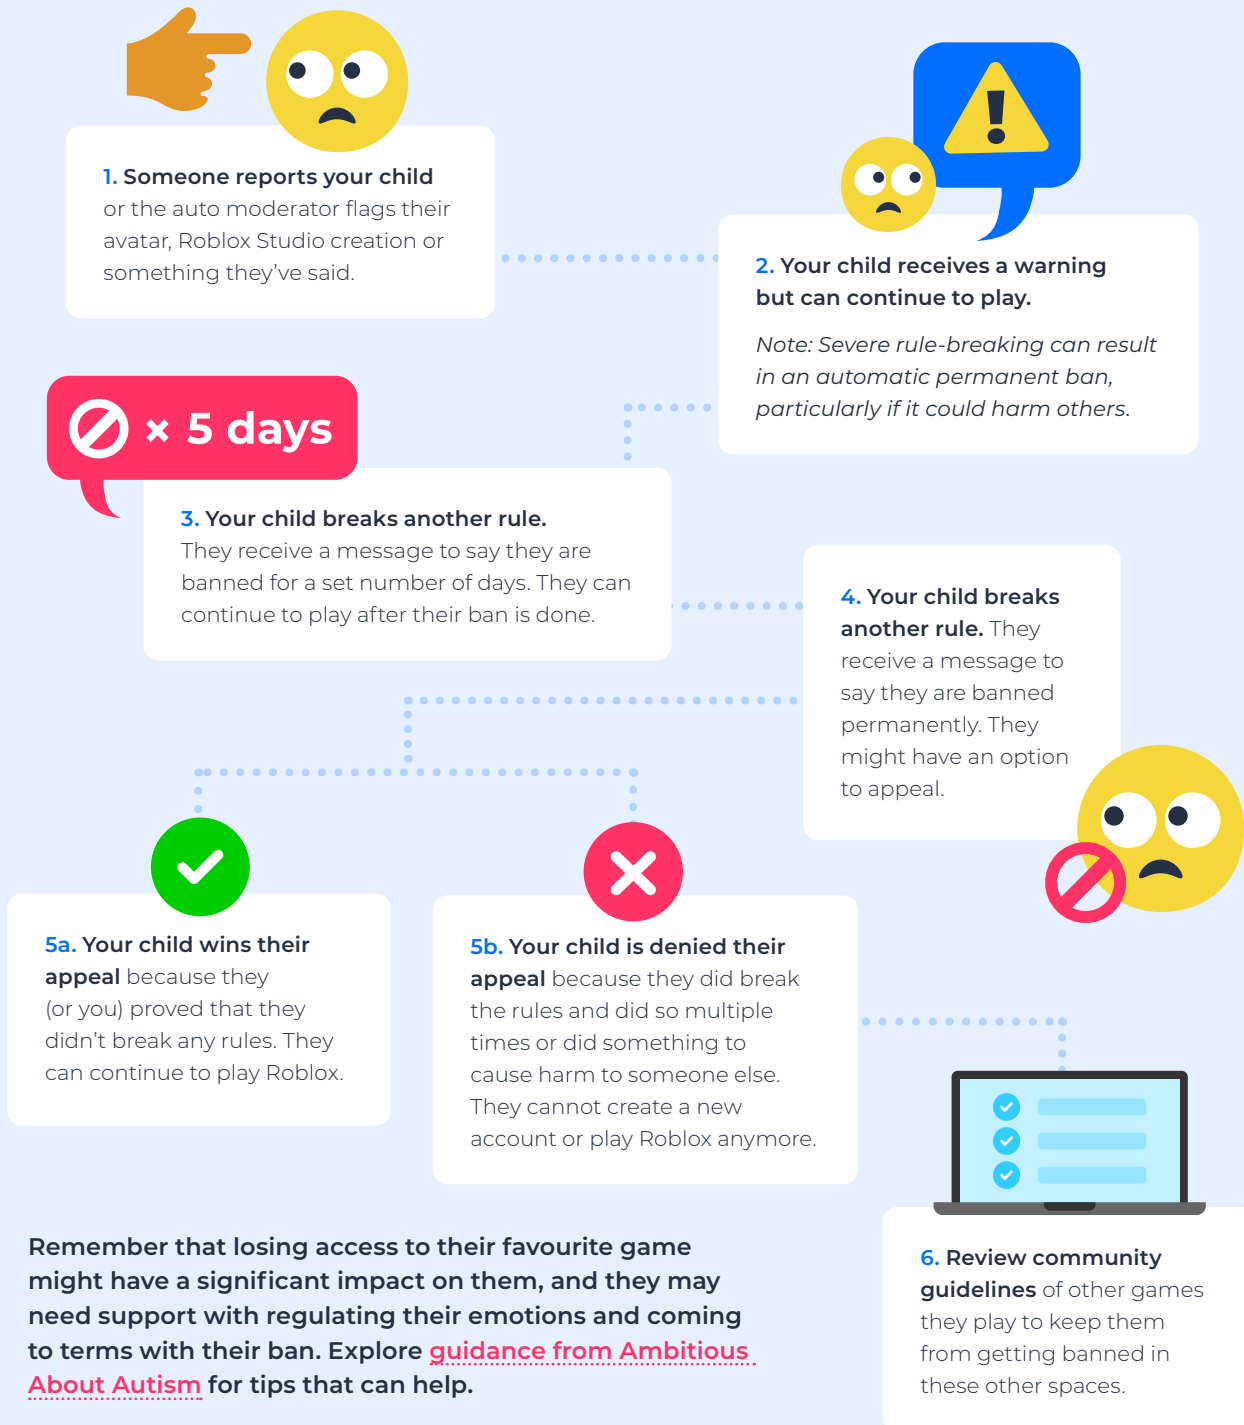 1. Someone reports your child
or the auto moderator flags their
avatar, Roblox Studio creation or
something they’ve said.
!
2. Your child receives a warning
but can continue to play.
Note: Severe rule-breaking can result
in an automatic permanent ban,
particularly if it could harm others.
× 5 days
3. Your child breaks another rule.
They receive a message to say they are
banned for a set number of days. They can
continue to play after their ban is done.
4. Your child breaks
another rule. They
receive a message to
say they are banned
permanently. They
might have an option
to appeal.
5a. Your child wins their
appeal because they
(or you) proved that they
didn’t break any rules. They
can continue to play Roblox.
5b. Your child is denied their
appeal because they did break
the rules and did so multiple
times or did something to
cause harm to someone else.
They cannot create a new
account or play Roblox anymore.
6. Review community
guidelines of other games
they play to keep them
from getting banned in
these other spaces.
Remember that losing access to their favourite game
might have a significant impact on them, and they may
need support with regulating their emotions and coming
to terms with their ban. Explore guidance from Ambitious
About Autism for tips that can help.